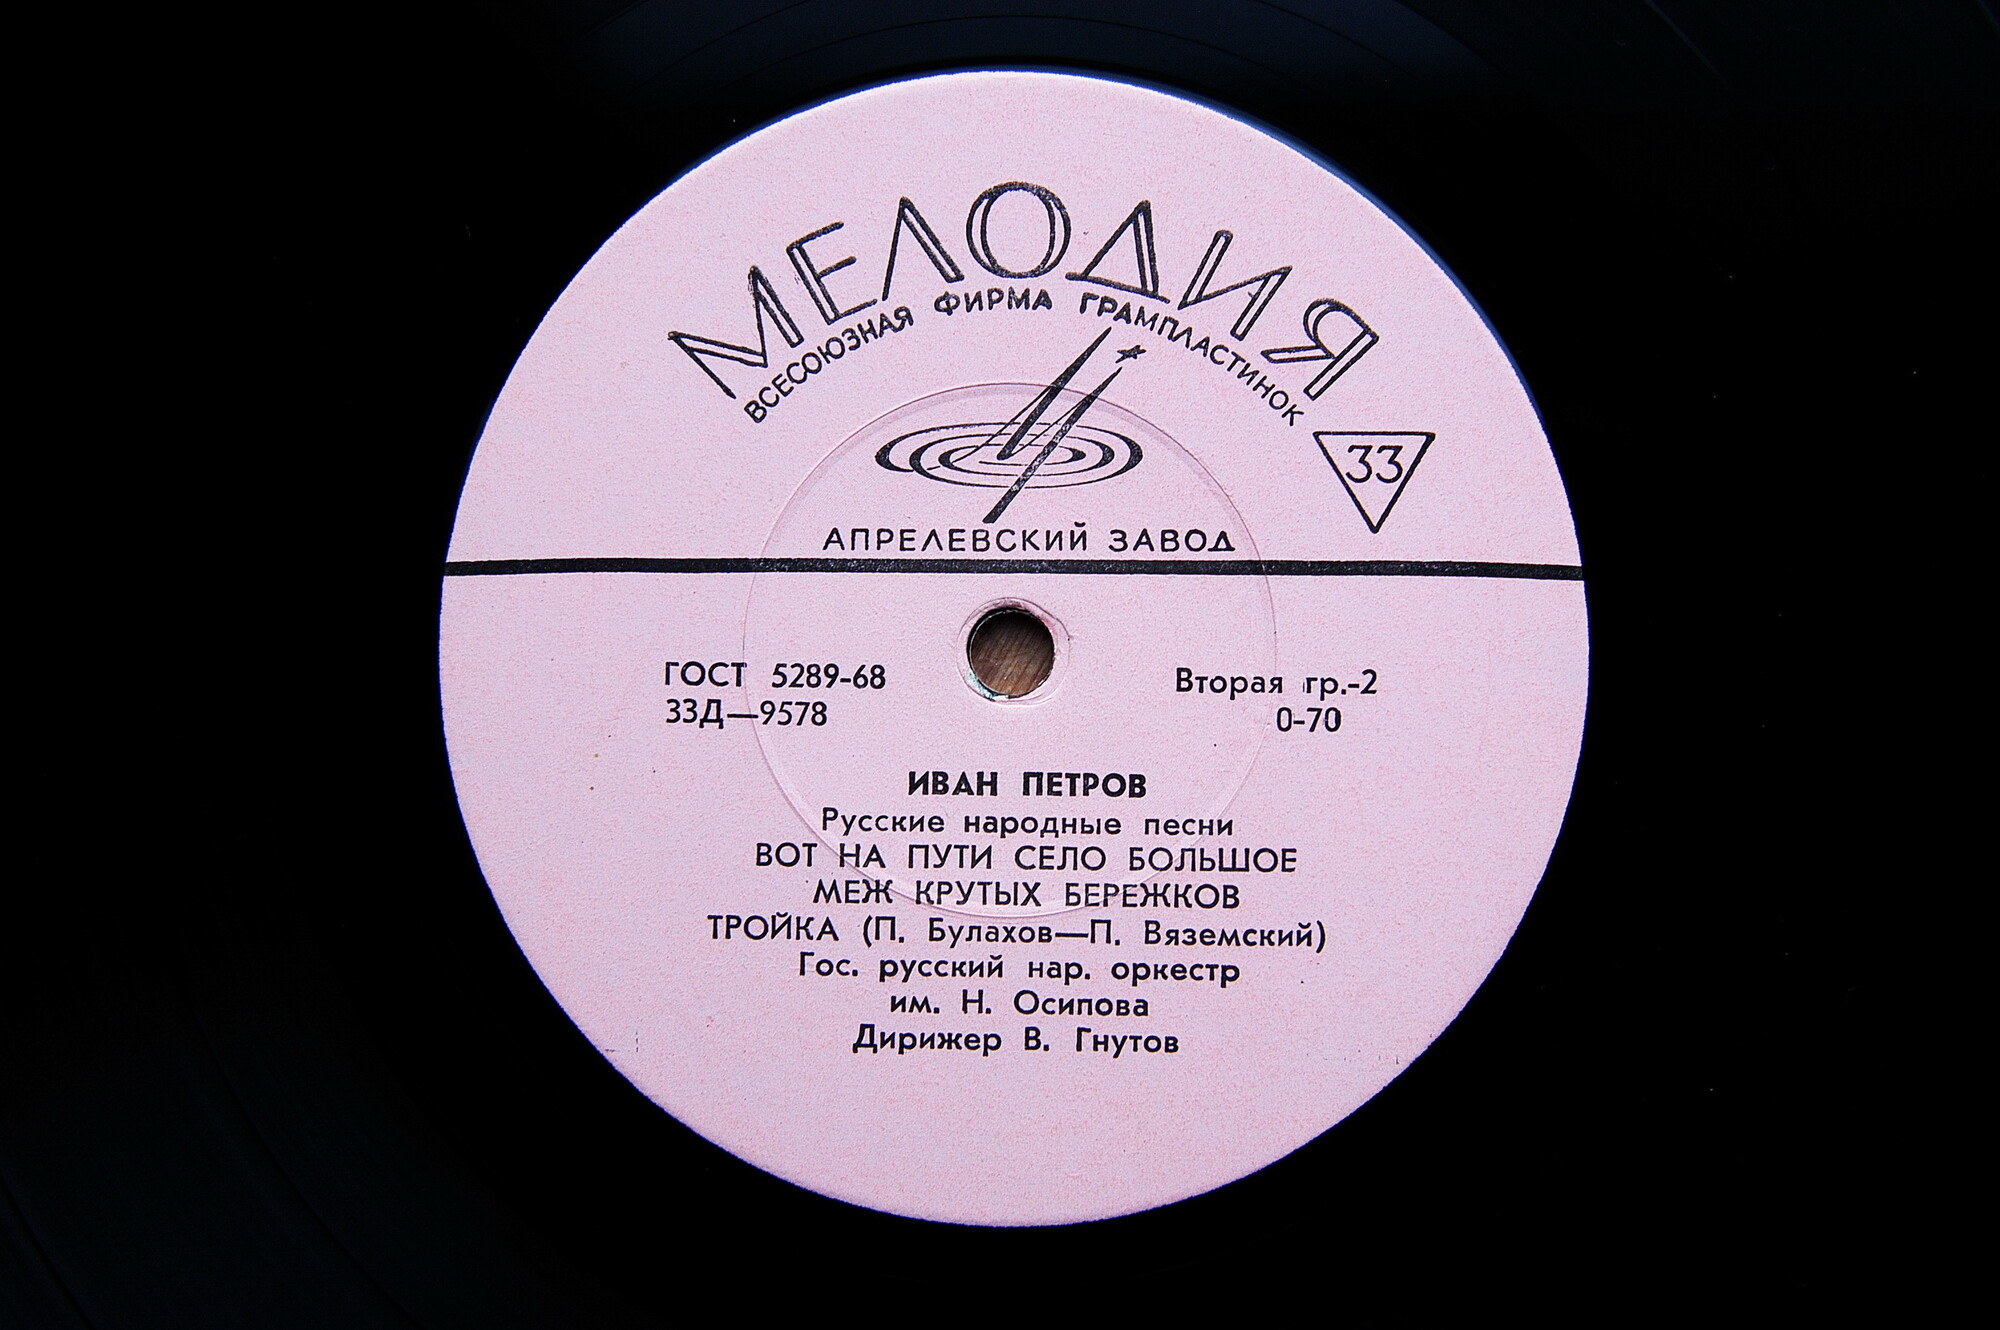 МЕЛОДИЯ
ВСЕСОЮЗНАЯ ФИРМА ГРАМПЛАСТИНОК
33
АПРЕЛЕВСКИЙ ЗАВОД
ГОСТ 5289-68
33Д—9578
Вторая гр.-2
0-70
ИВАН ПЕТРОВ
Русские народные песни
ВОТ НА ПУТИ СЕЛО БОЛЬШОЕ
МЕЖ КРУТЫХ БЕРЕЖКОВ
ТРОЙКА (П. Булахов—П. Вяземский)
Гос. русский нар. оркестр
им. Н. Осипова
Дирижер В. Гнутов